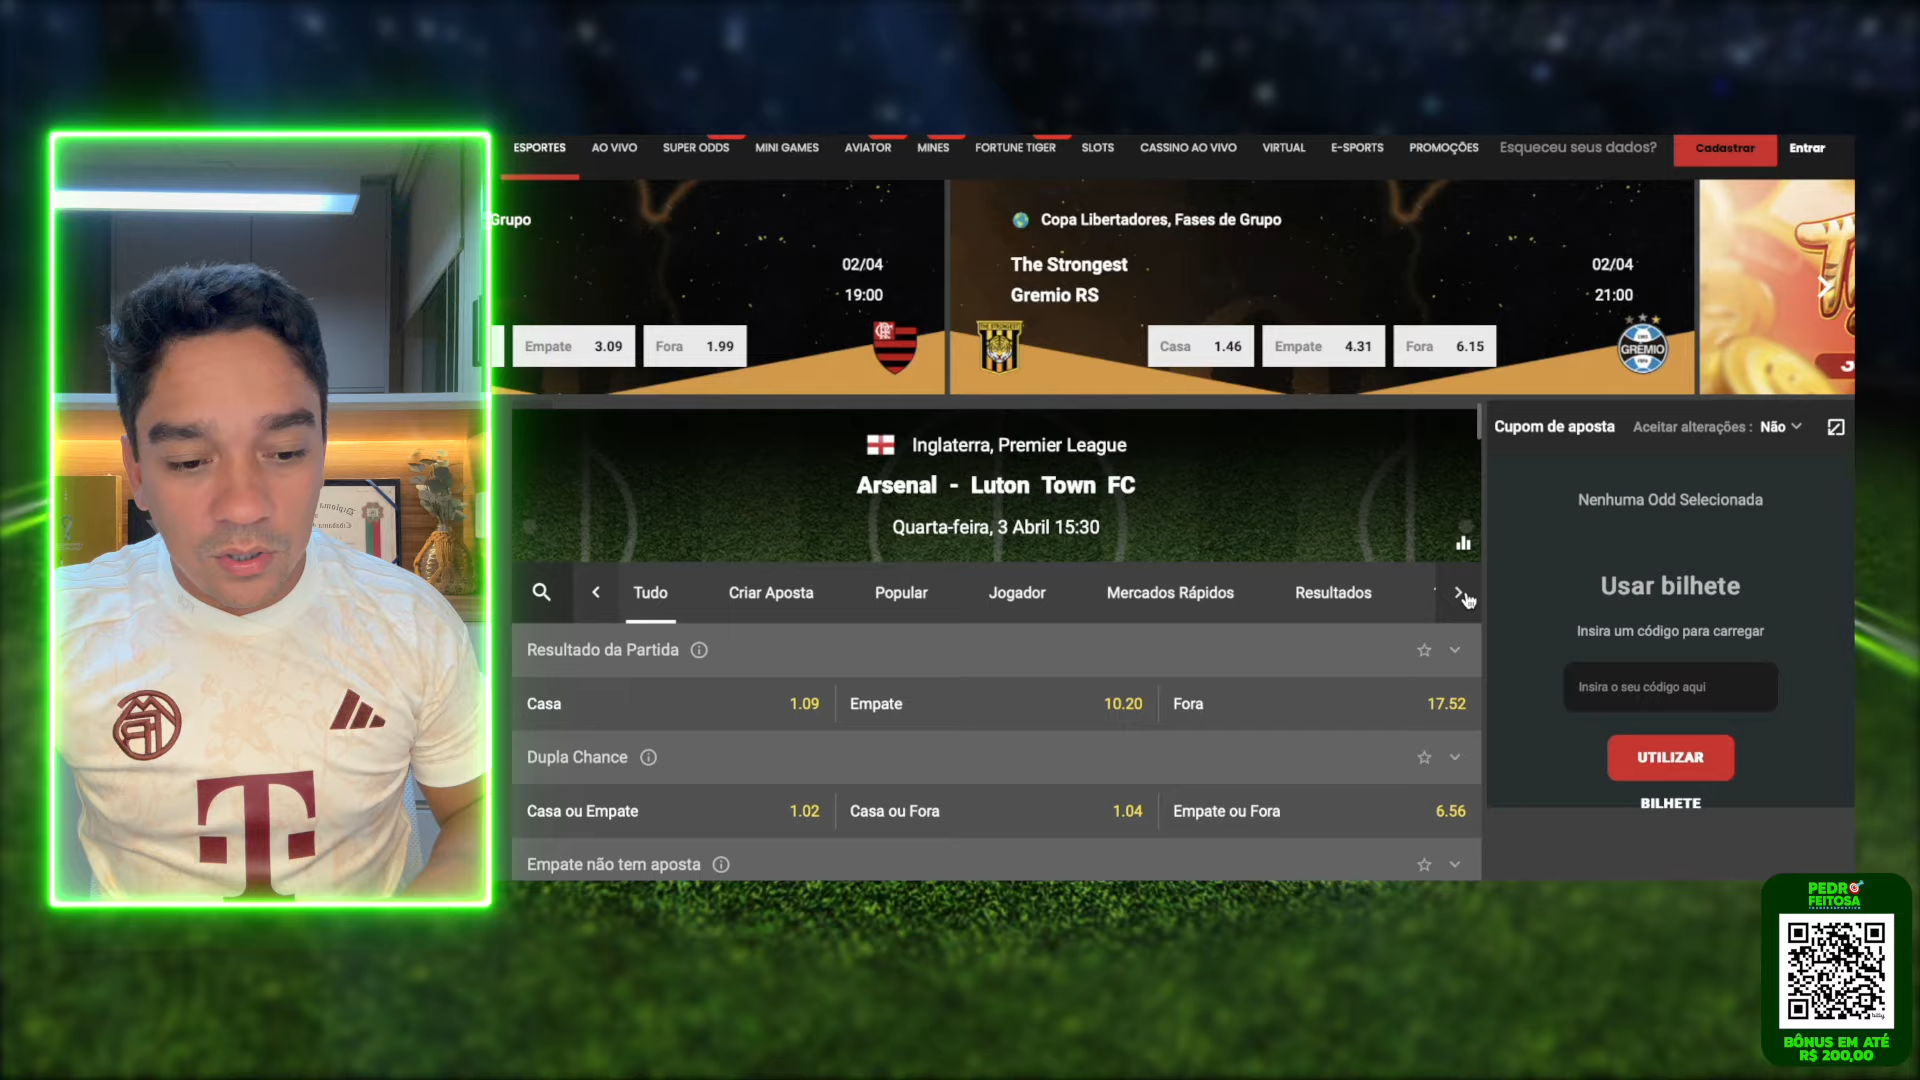 ESPORTES
AO VIVO
SUPER ODDS
MINI GAMES
AVIATOR
MINES
FORTUNE TIGER
SLOTS
CASSINO AO VIVO
VIRTUAL
E-SPORTS
PROMOÇÕES
Esqueceu seus dados?
Cadastrar
Entrar
Grupo
02/04
19:00
Empate 3.09
Fora 1.99
Copa Libertadores, Fases de Grupo
The Strongest
Gremio RS
02/04
21:00
Casa 1.46
Empate 4.31
Fora 6.15
GRÊMIO
Inglaterra, Premier League
Arsenal - Luton Town FC
Quarta-feira, 3 Abril 15:30
Tudo
Criar Aposta
Popular
Jogador
Mercados Rápidos
Resultados
Resultado da Partida
Casa 1.09
Empate 10.20
Fora 17.52
Dupla Chance
Casa ou Empate 1.02
Casa ou Fora 1.04
Empate ou Fora 6.56
Empate não tem aposta
Cupom de aposta
Aceitar alterações : Não
Nenhuma Odd Selecionada
Usar bilhete
Insira um código para carregar
Insira o seu código aqui
UTILIZAR
BILHETE
T
PEDRO
FEITOSA
BÔNUS EM ATÉ
R$ 200,00